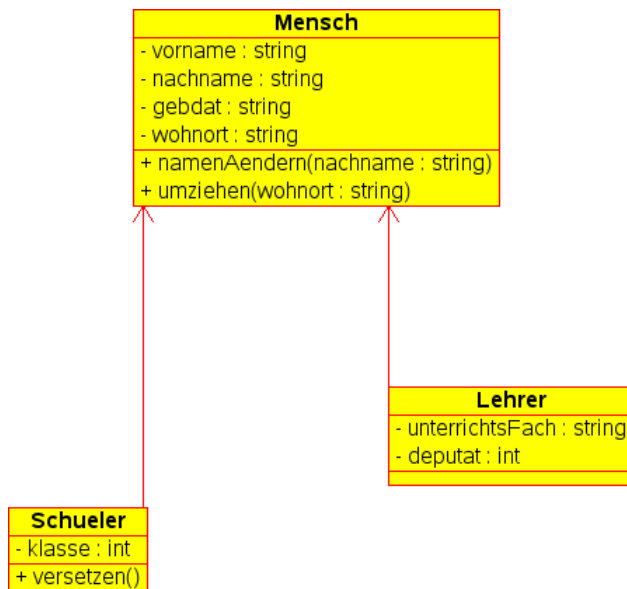 Mensch
- vorname : string
- nachname : string
- gebdat : string
- wohnort : string
+ namenAendern(nachname : string)
+ umziehen(wohnort : string)
Lehrer
- unterrichtsFach : string
- deputat : int
Schueler
- klasse : int
+ versetzen()